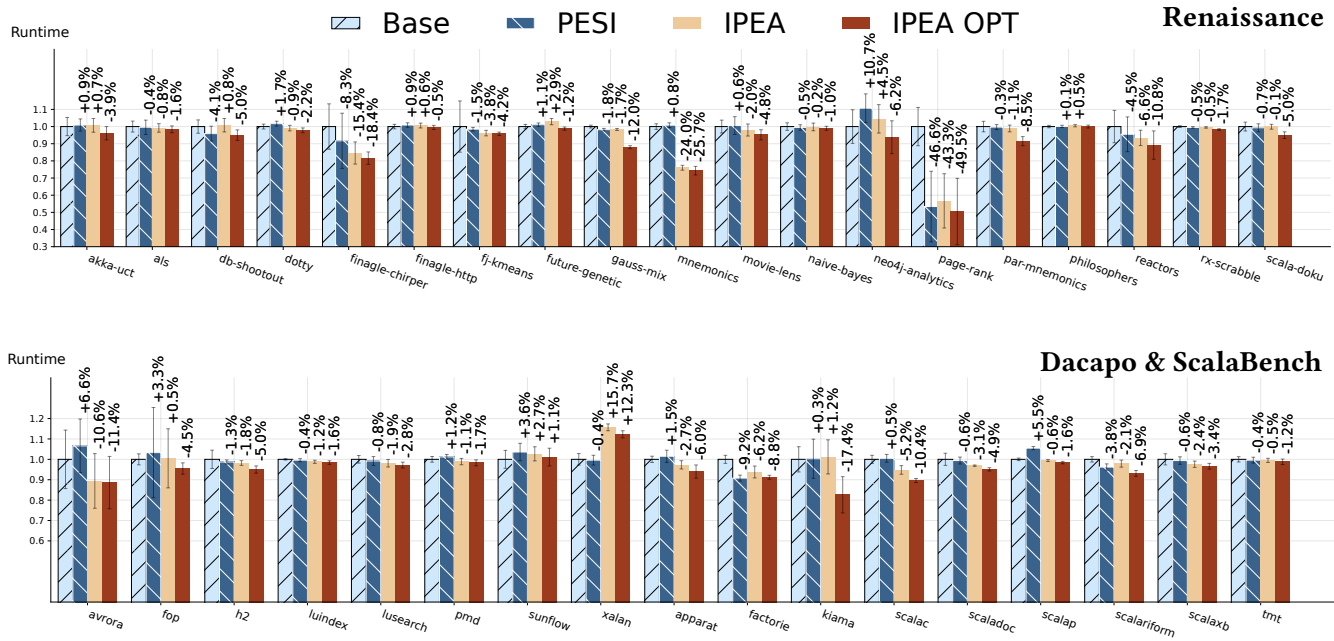 Base PESI IPEA IPEA OPT
Renaissance
Runtime
+0.9% +0.7% -3.9%
-0.4% -0.8% -1.6%
-4.1% +0.8% -5.0%
+1.7% -0.9% -2.2%
-8.3% -15.4% -18.4%
+0.9% +0.6% -0.5%
-1.5% -3.8% -4.2%
+1.1% +2.9% -1.2%
-1.8% -1.7% -12.0%
+0.8% -24.0% -25.7%
+0.6% -2.0% -4.8%
-0.5% -0.2% -1.0%
+10.7% +4.5% -6.2%
-46.6% -43.3% -49.5%
-0.3% -1.1% -8.5%
+0.1% +0.5%
-4.5% -6.6% -10.8%
-0.5% -0.5% -1.7%
-0.7% -0.1% -5.0%
1.1
1.0
0.9
0.8
0.7
0.6
0.5
0.4
0.3
akka-uct als db-shootout dotty finagle-chirper finagle-http fj-kmeans future-genetic gauss-mix mnemonics movie-lens naive-bayes neo4j-analytics page-rank par-mnemonics philosophers reactors rx-scrabble scala-doku
Dacapo & ScalaBench
Runtime
+6.6% -10.6% -11.4%
+3.3% +0.5% -4.5%
-1.3% -1.8% -5.0%
-0.4% -1.2% -1.6%
-0.8% -1.9% -2.8%
+1.2% -1.1% -1.7%
+3.6% +2.7% +1.1%
-0.4% +15.7% +12.3%
+1.5% -2.7% -6.0%
-9.2% -6.2% -8.8%
+0.3% +1.2% -17.4%
+0.5% -5.2% -10.4%
-0.6% -3.1% -4.9%
+5.5% -0.6% -1.6%
-3.8% -2.1% -6.9%
-0.6% -2.4% -3.4%
-0.4% -0.5% -1.2%
1.2
1.1
1.0
0.9
0.8
0.7
0.6
avrora fop h2 luindex lusearch pmd sunflow xalan apparat factorie kiama scalac scaladoc scalap scalariform scalaxb tmt